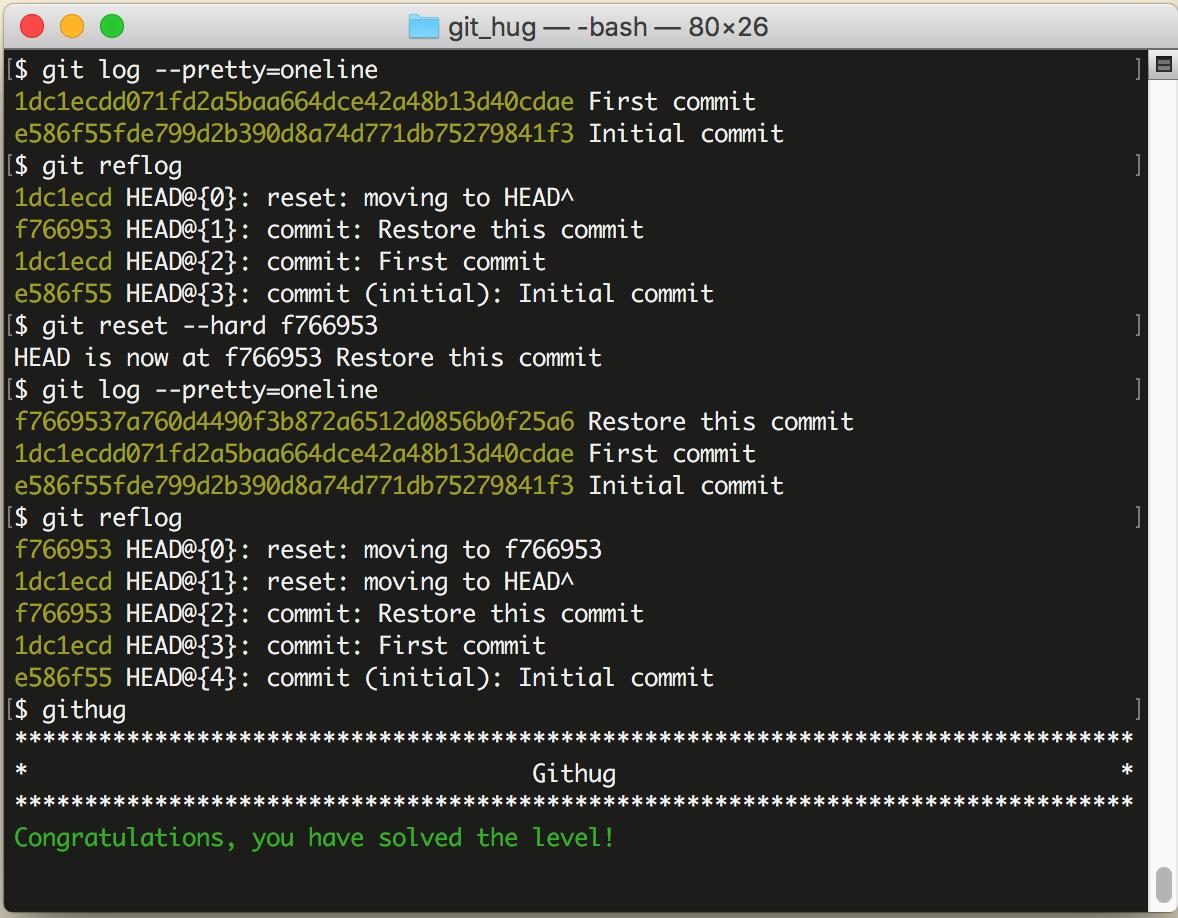 git_hug — -bash — 80×26
[$ git log --pretty=oneline ]
1dc1ecdd071fd2a5baa664dce42a48b13d40cdae First commit
e586f55fde799d2b390d8a74d771db75279841f3 Initial commit
[$ git reflog ]
1dc1ecd HEAD@{0}: reset: moving to HEAD^
f766953 HEAD@{1}: commit: Restore this commit
1dc1ecd HEAD@{2}: commit: First commit
e586f55 HEAD@{3}: commit (initial): Initial commit
[$ git reset --hard f766953 ]
HEAD is now at f766953 Restore this commit
[$ git log --pretty=oneline ]
f7669537a760d4490f3b872a6512d0856b0f25a6 Restore this commit
1dc1ecdd071fd2a5baa664dce42a48b13d40cdae First commit
e586f55fde799d2b390d8a74d771db75279841f3 Initial commit
[$ git reflog ]
f766953 HEAD@{0}: reset: moving to f766953
1dc1ecd HEAD@{1}: reset: moving to HEAD^
f766953 HEAD@{2}: commit: Restore this commit
1dc1ecd HEAD@{3}: commit: First commit
e586f55 HEAD@{4}: commit (initial): Initial commit
[$ githug ]
********************************************************************************
* Githug *
********************************************************************************
Congratulations, you have solved the level!